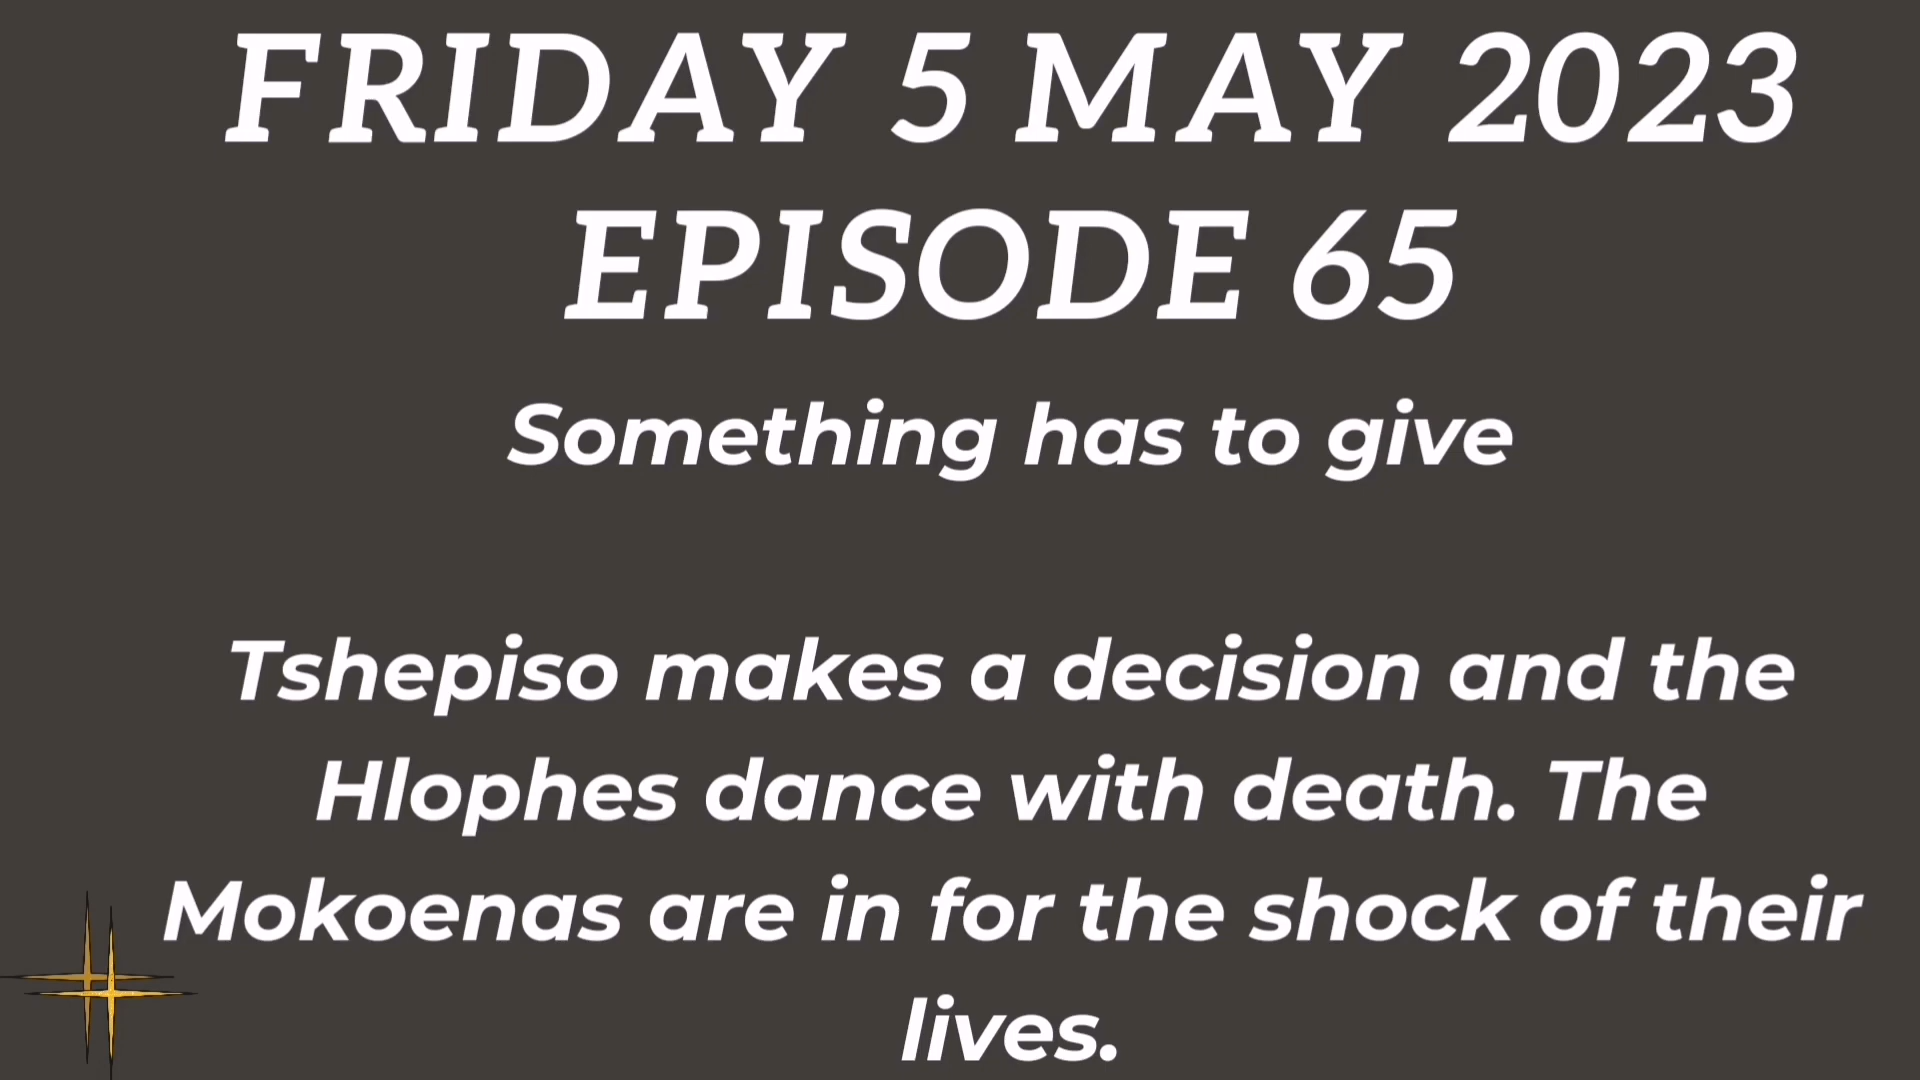 FRIDAY 5 MAY 2023
EPISODE 65
Something has to give
Tshepiso makes a decision and the
Hlophes dance with death. The
Mokoenas are in for the shock of their
lives.